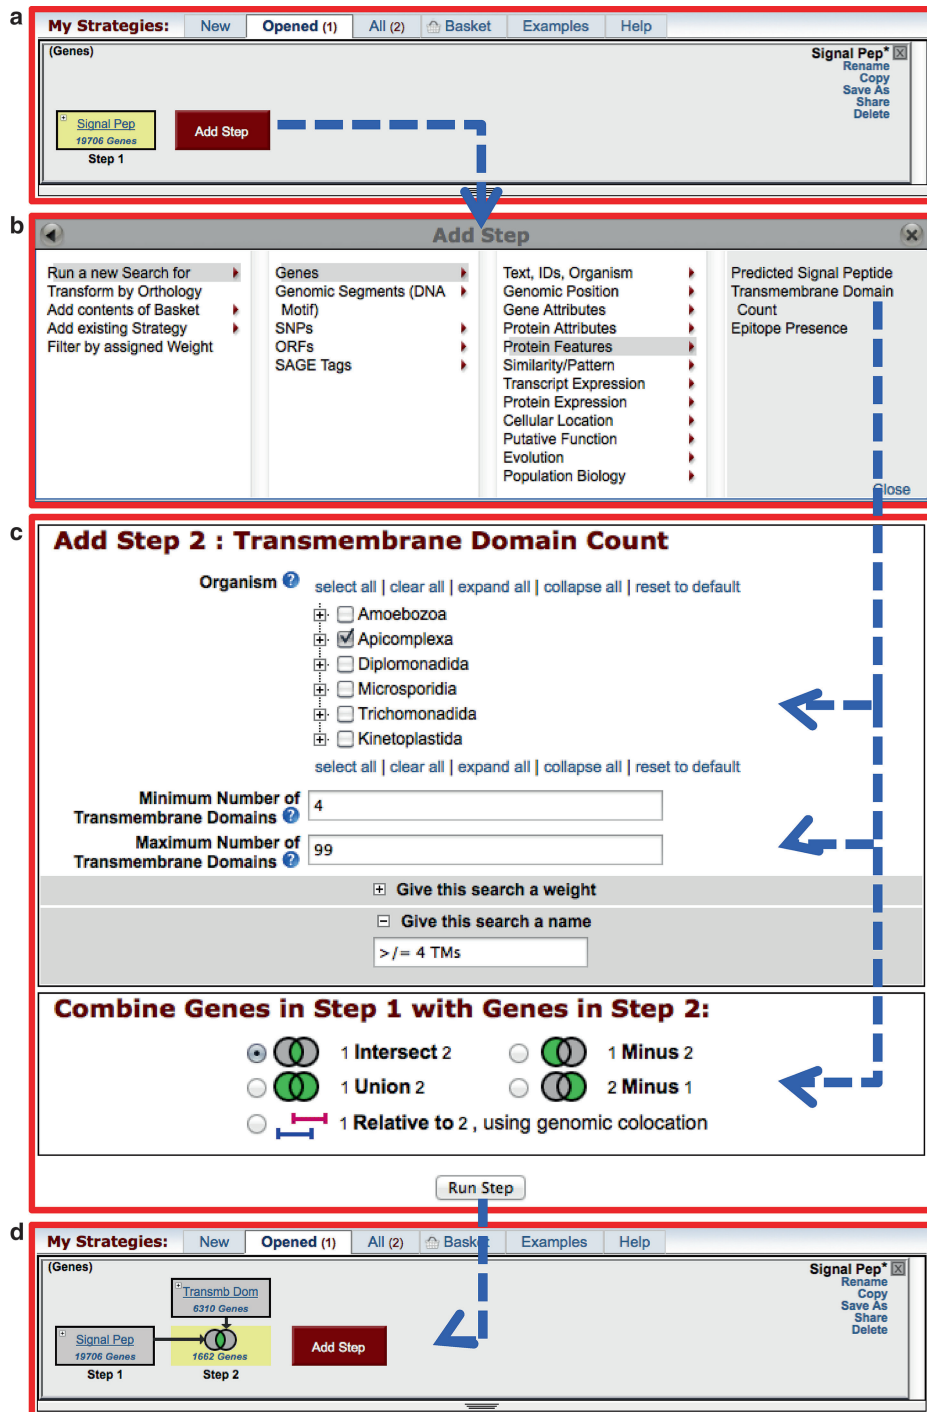 a
My Strategies: New Opened (1) All (2) Basket Examples Help
(Genes)
Signal Pep*
Rename
Copy
Save As
Share
Delete
Signal Pep
19706 Genes
Step 1
Add Step
b
Add Step
Run a new Search for
Transform by Orthology
Add contents of Basket
Add existing Strategy
Filter by assigned Weight
Genes
Genomic Segments (DNA
Motif)
SNPs
ORFs
SAGE Tags
Text, IDs, Organism
Genomic Position
Gene Attributes
Protein Attributes
Protein Features
Similarity/Pattern
Transcript Expression
Protein Expression
Cellular Location
Putative Function
Evolution
Population Biology
Predicted Signal Peptide
Transmembrane Domain
Count
Epitope Presence
Close
c
Add Step 2 : Transmembrane Domain Count
Organism ?
select all | clear all | expand all | collapse all | reset to default
Amoebozoa
Apicomplexa
Diplomonadida
Microsporidia
Trichomonadida
Kinetoplastida
select all | clear all | expand all | collapse all | reset to default
Minimum Number of
Transmembrane Domains ?
4
Maximum Number of
Transmembrane Domains ?
99
Give this search a weight
Give this search a name
>/= 4 TMs
Combine Genes in Step 1 with Genes in Step 2:
1 Intersect 2
1 Minus 2
1 Union 2
2 Minus 1
1 Relative to 2 , using genomic colocation
Run Step
d
My Strategies: New Opened (1) All (2) Basket Examples Help
(Genes)
Signal Pep*
Rename
Copy
Save As
Share
Delete
Transmb Dom
6310 Genes
Signal Pep
19706 Genes
Step 1
1662 Genes
Step 2
Add Step